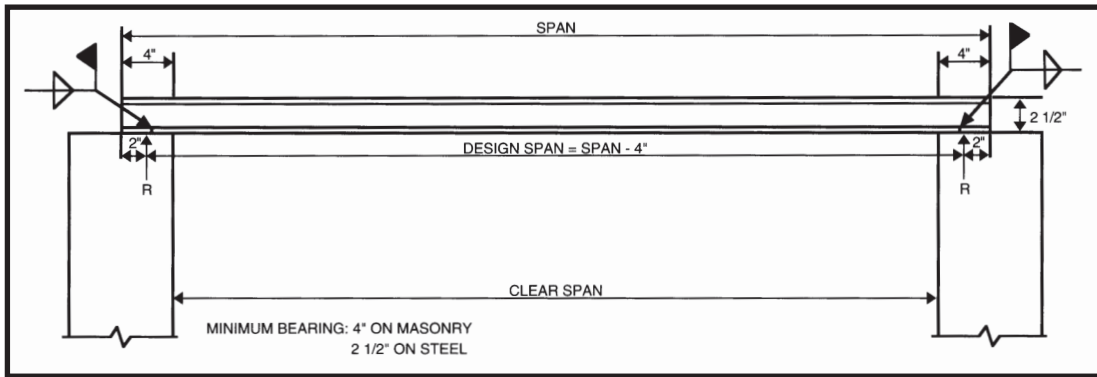 SPAN
4"
4"
2 1/2"
2"
DESIGN SPAN = SPAN - 4"
2"
R
R
CLEAR SPAN
MINIMUM BEARING: 4" ON MASONRY
2 1/2" ON STEEL